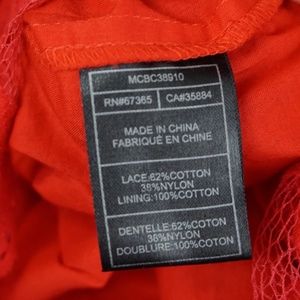 MCBC38910
RN#67365 CA#35884
MADE IN CHINA
FABRIQUÉ EN CHINE
LACE:62%COTTON
38%NYLON
LINING:100%COTTON
DENTELLE:62%COTTON
38%NYLON
DOUBLURE:100%COTON